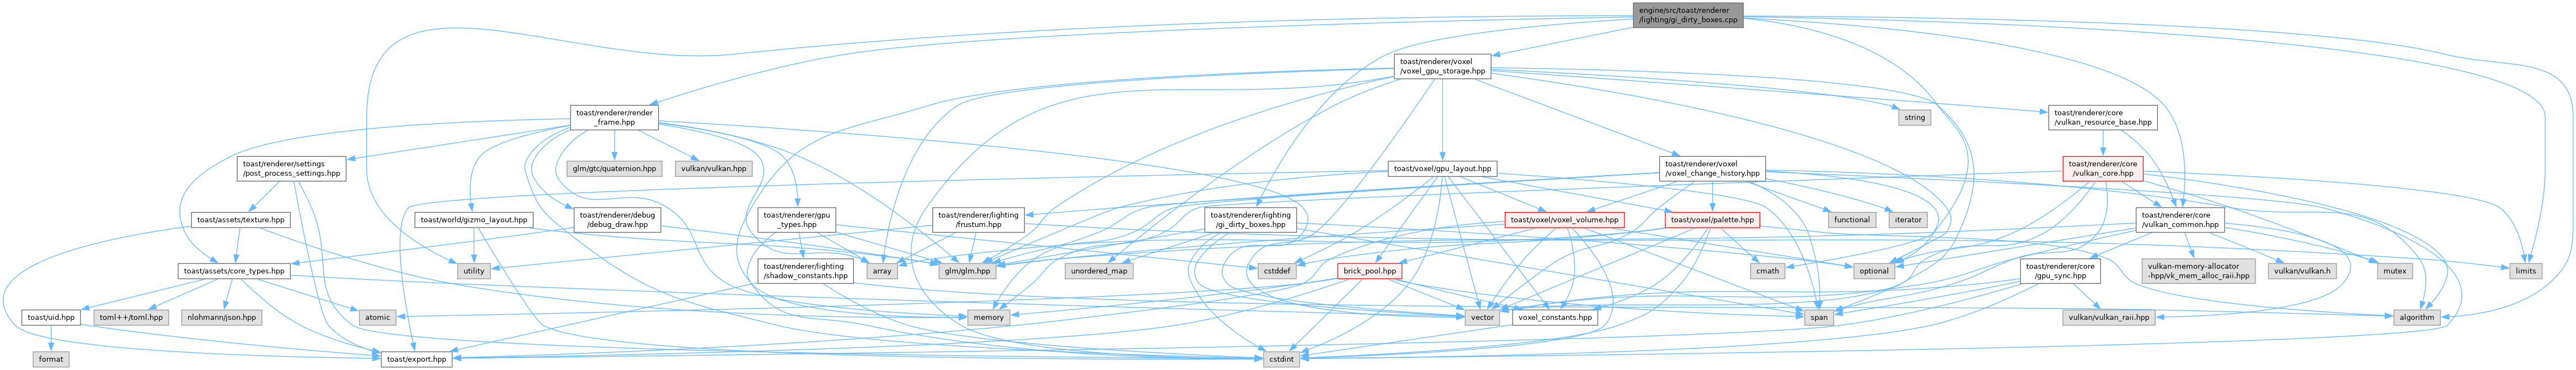 engine/src/toast/renderer
/lighting/gi_dirty_boxes.cpp
toast/renderer/voxel
/voxel_gpu_storage.hpp
toast/renderer/render
_frame.hpp
string
toast/renderer/core
/vulkan_resource_base.hpp
toast/renderer/settings
/post_process_settings.hpp
glm/gtc/quaternion.hpp
vulkan/vulkan.hpp
toast/voxel/gpu_layout.hpp
toast/renderer/voxel
/voxel_change_history.hpp
toast/renderer/core
/vulkan_core.hpp
toast/assets/texture.hpp
toast/world/gizmo_layout.hpp
toast/renderer/debug
/debug_draw.hpp
toast/renderer/gpu
_types.hpp
toast/renderer/lighting
/frustum.hpp
toast/renderer/lighting
/gi_dirty_boxes.hpp
toast/voxel/voxel_volume.hpp
toast/voxel/palette.hpp
functional
iterator
toast/renderer/core
/vulkan_common.hpp
toast/assets/core_types.hpp
utility
toast/renderer/lighting
/shadow_constants.hpp
array
glm/glm.hpp
unordered_map
cstddef
brick_pool.hpp
cmath
optional
toast/renderer/core
/gpu_sync.hpp
vulkan-memory-allocator
-hpp/vk_mem_alloc_raii.hpp
vulkan/vulkan.h
mutex
limits
toast/uid.hpp
toml++/toml.hpp
nlohmann/json.hpp
atomic
memory
vector
voxel_constants.hpp
span
vulkan/vulkan_raii.hpp
algorithm
format
toast/export.hpp
cstdint